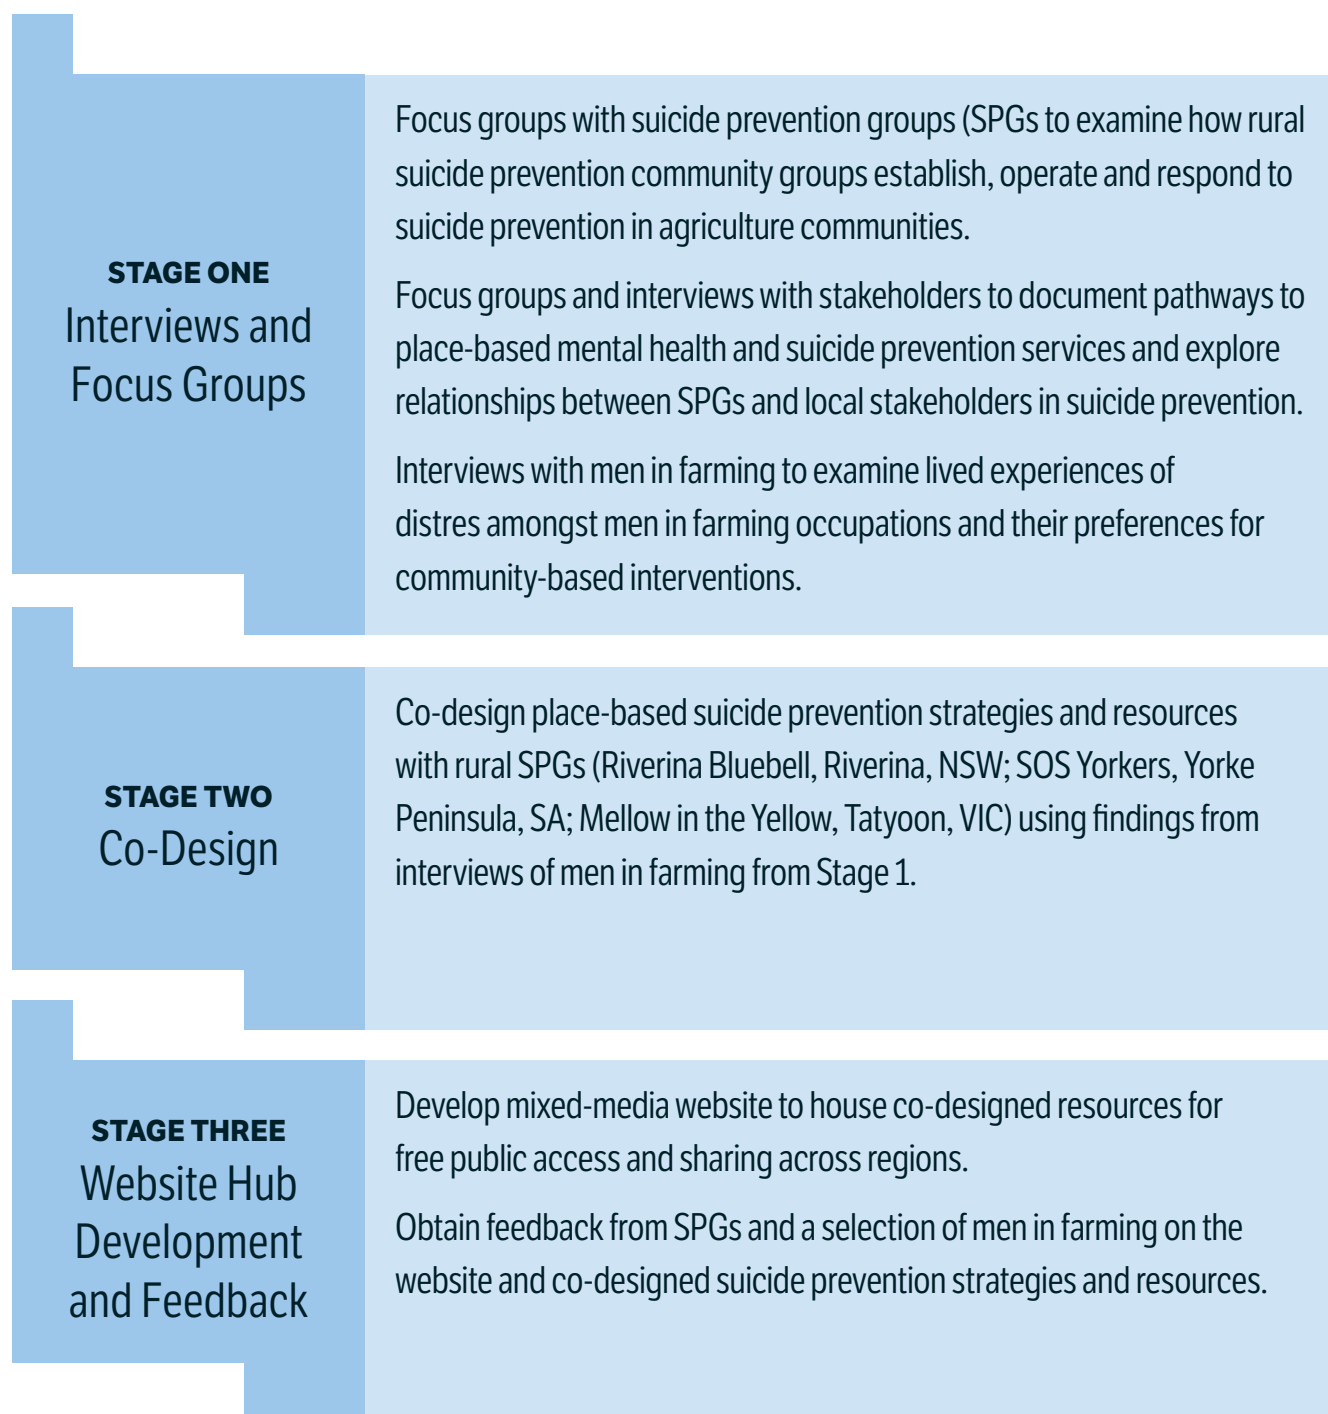 STAGE ONE
Interviews and
Focus Groups
Focus groups with suicide prevention groups (SPGs to examine how rural
suicide prevention community groups establish, operate and respond to
suicide prevention in agriculture communities.
Focus groups and interviews with stakeholders to document pathways to
place-based mental health and suicide prevention services and explore
relationships between SPGs and local stakeholders in suicide prevention.
Interviews with men in farming to examine lived experiences of
distres amongst men in farming occupations and their preferences for
community-based interventions.
STAGE TWO
Co-Design
Co-design place-based suicide prevention strategies and resources
with rural SPGs (Riverina Bluebell, Riverina, NSW; SOS Yorkers, Yorke
Peninsula, SA; Mellow in the Yellow, Tatyoon, VIC) using findings from
interviews of men in farming from Stage 1.
STAGE THREE
Website Hub
Development
and Feedback
Develop mixed-media website to house co-designed resources for
free public access and sharing across regions.
Obtain feedback from SPGs and a selection of men in farming on the
website and co-designed suicide prevention strategies and resources.